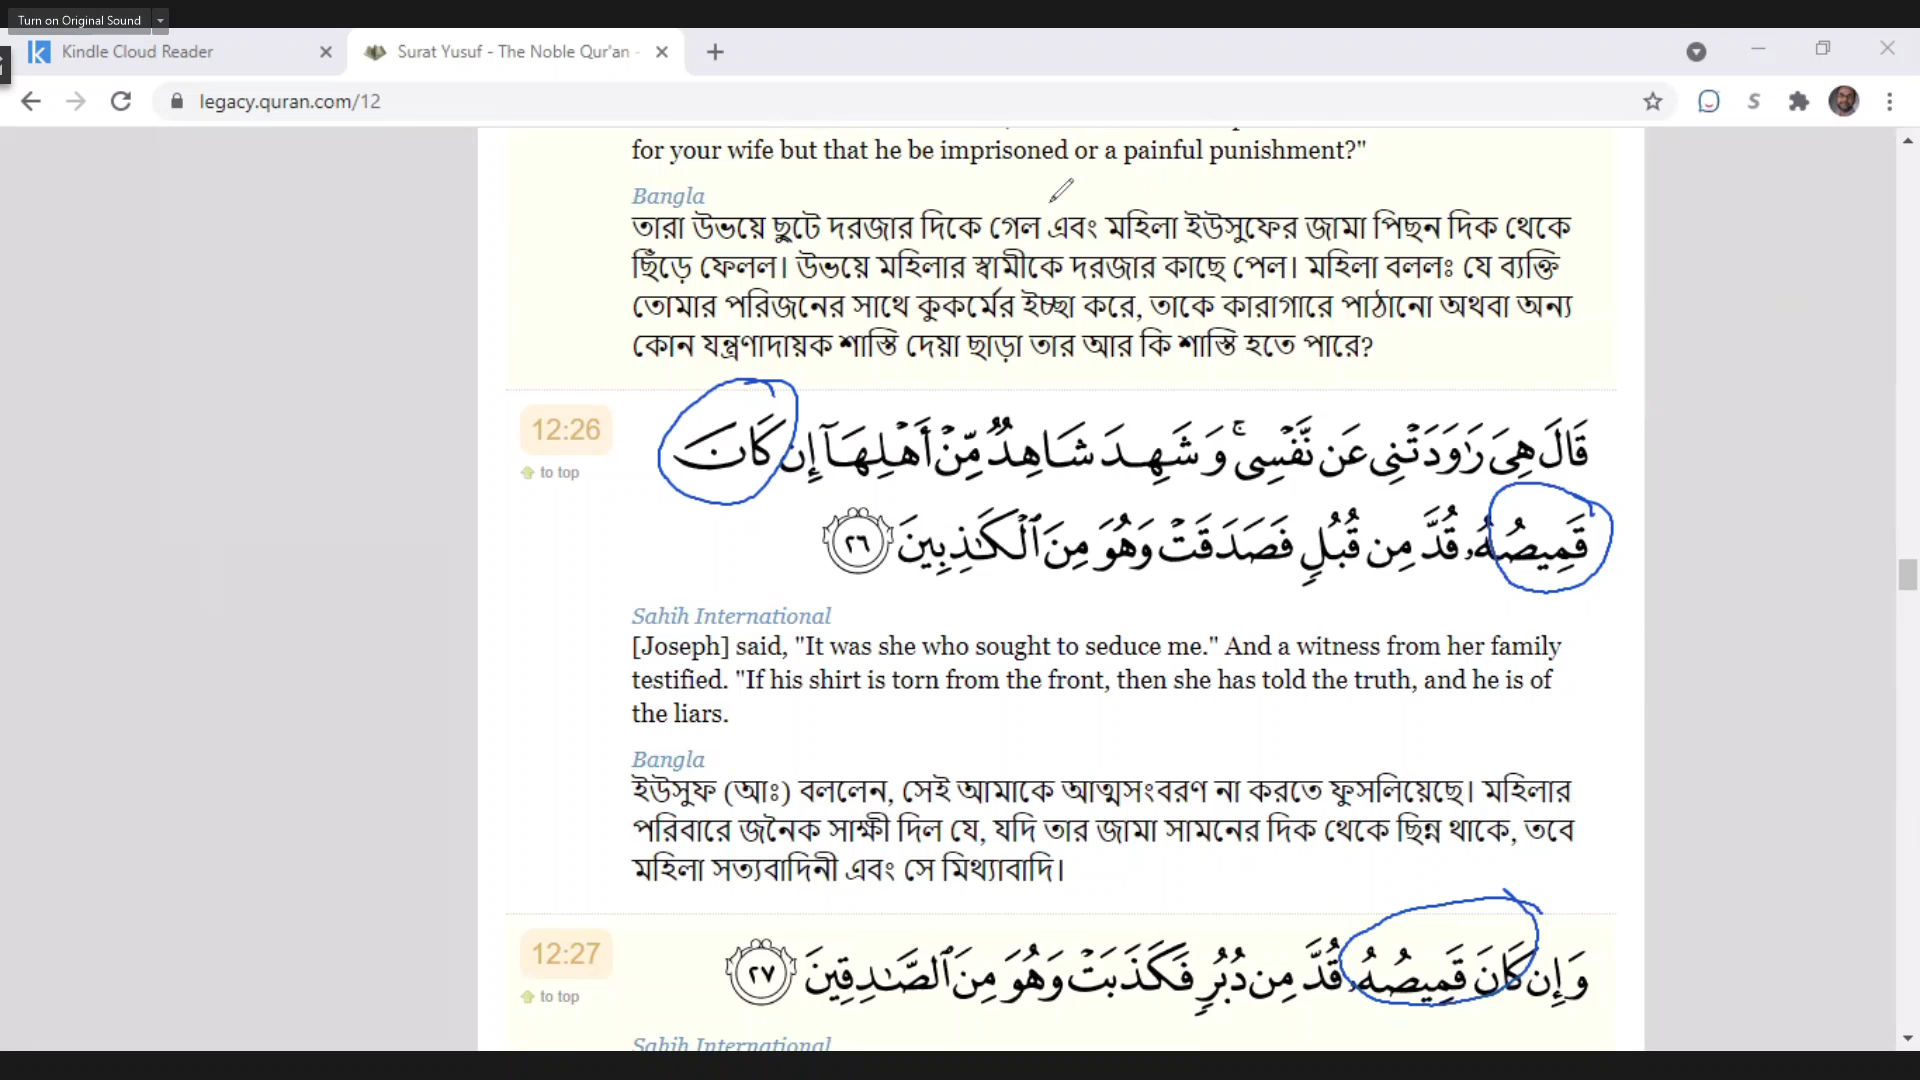 Turn on Original Sound
Kindle Cloud Reader
Surat Yusuf - The Noble Qur'an -
legacy.quran.com/12
for your wife but that he be imprisoned or a painful punishment?"
Bangla
তারা উভয়ে ছুটে দরজার দিকে গেল এবং মহিলা ইউসুফের জামা পিছন দিক থেকে
ছিঁড়ে ফেলল। উভয়ে মহিলার স্বামীকে দরজার কাছে পেল। মহিলা বললঃ যে ব্যক্তি
তোমার পরিজনের সাথে কুকর্মের ইচ্ছা করে, তাকে কারাগারে পাঠানো অথবা অন্য
কোন যন্ত্রণাদায়ক শাস্তি দেয়া ছাড়া তার আর কি শাস্তি হতে পারে?
12:26
to top
قَالَ هِىَ رَٰوَدَتْنِى عَن نَّفْسِى ۚ وَشَهِدَ شَاهِدٌ مِّنْ أَهْلِهَآ إِن كَانَ
قَمِيصُهُۥ قُدَّ مِن قُبُلٍ فَصَدَقَتْ وَهُوَ مِنَ ٱلْكَـٰذِبِينَ ٢٦
Sahih International
[Joseph] said, "It was she who sought to seduce me." And a witness from her family
testified. "If his shirt is torn from the front, then she has told the truth, and he is of
the liars.
Bangla
ইউসুফ (আঃ) বললেন, সেই আমাকে আত্মসংবরণ না করতে ফুসলিয়েছে। মহিলার
পরিবারে জনৈক সাক্ষী দিল যে, যদি তার জামা সামনের দিক থেকে ছিন্ন থাকে, তবে
মহিলা সত্যবাদিনী এবং সে মিথ্যাবাদি।
12:27
to top
وَإِن كَانَ قَمِيصُهُۥ قُدَّ مِن دُبُرٍ فَكَذَبَتْ وَهُوَ مِنَ ٱلصَّـٰدِقِينَ ٢٧
Sahih International